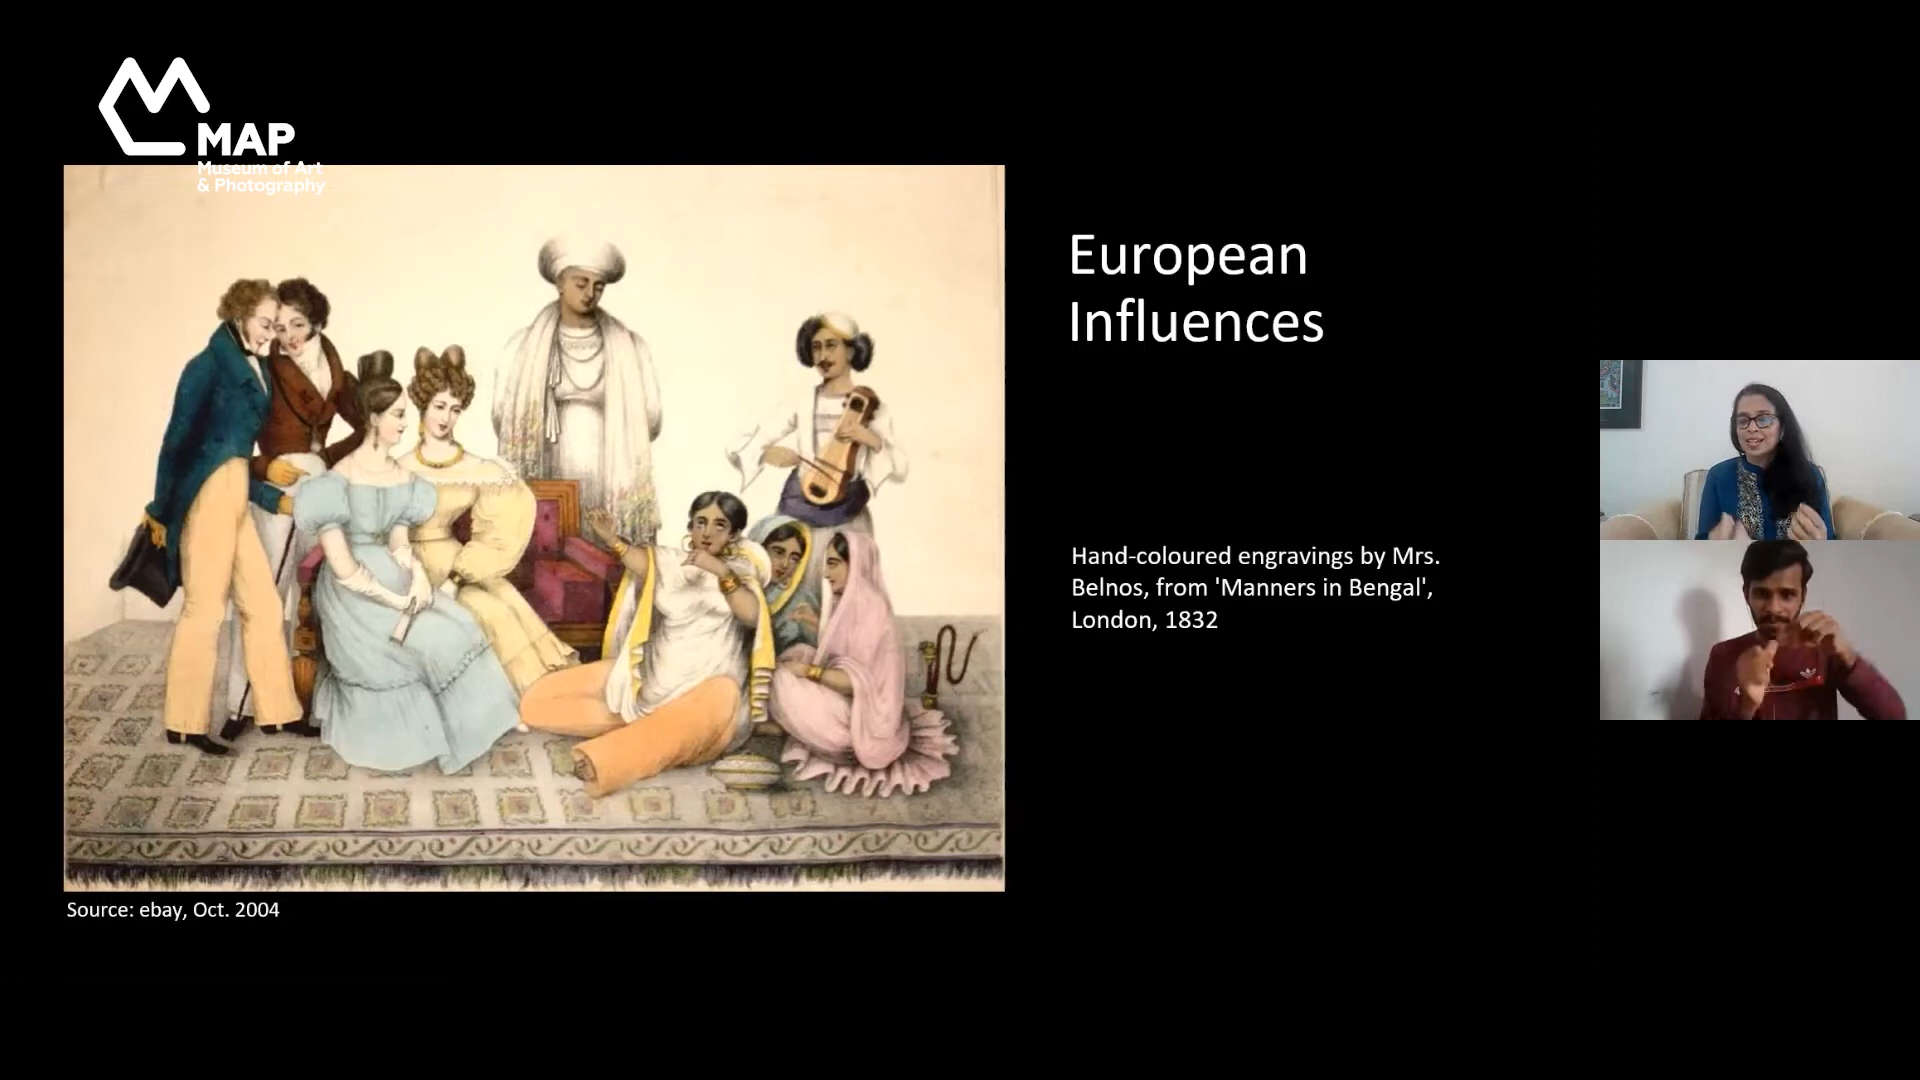 MAP
Museum of Art
& Photography
European
Influences
Hand-coloured engravings by Mrs.
Belnos, from 'Manners in Bengal',
London, 1832
Source: ebay, Oct. 2004